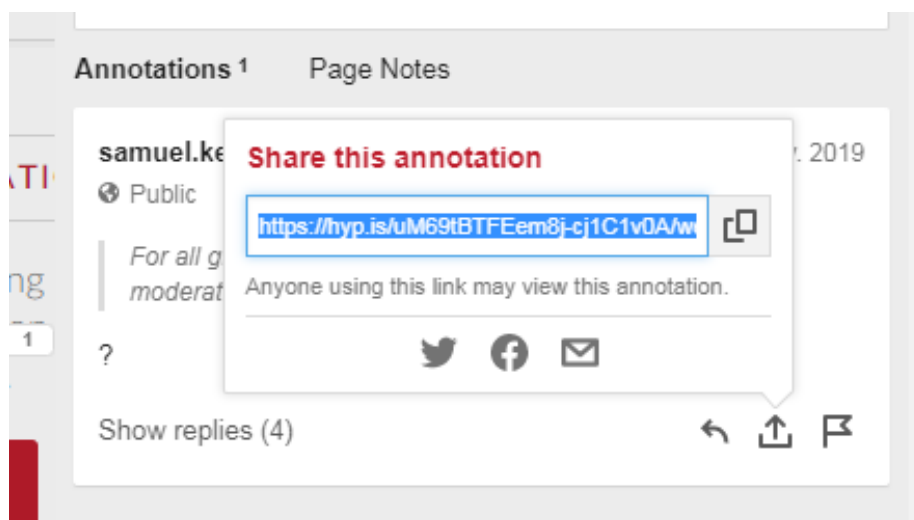 Annotations 1 Page Notes
samuel.ke
. 2019
Public
Share this annotation
https://hyp.is/uM69tBTFEem8j-cj1C1v0A/w
For all g
moderat
Anyone using this link may view this annotation.
ng
1
?
Show replies (4)